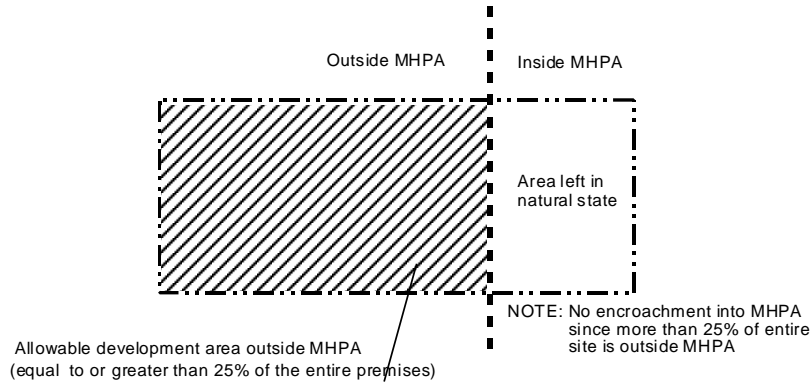 Outside MHPA
Inside MHPA
Area left in
natural state
NOTE: No encroachment into MHPA
since more than 25% of entire
site is outside MHPA
Allowable development area outside MHPA
(equal to or greater than 25% of the entire premises)